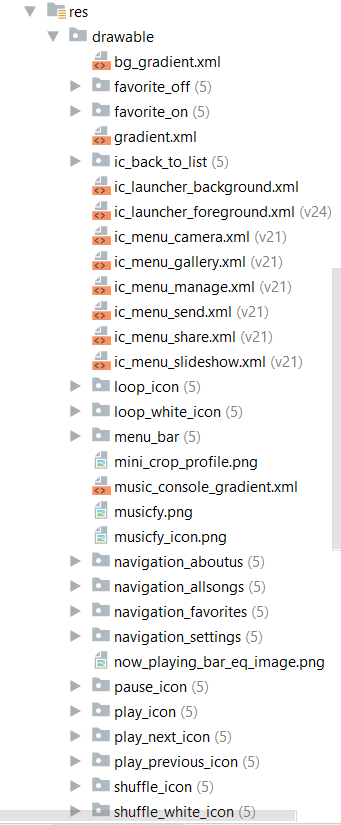 res
drawable
bg_gradient.xml
favorite_off (5)
favorite_on (5)
gradient.xml
ic_back_to_list (5)
ic_launcher_background.xml
ic_launcher_foreground.xml (v24)
ic_menu_camera.xml (v21)
ic_menu_gallery.xml (v21)
ic_menu_manage.xml (v21)
ic_menu_send.xml (v21)
ic_menu_share.xml (v21)
ic_menu_slideshow.xml (v21)
loop_icon (5)
loop_white_icon (5)
menu_bar (5)
mini_crop_profile.png
music_console_gradient.xml
musicfy.png
musicfy_icon.png
navigation_aboutus (5)
navigation_allsongs (5)
navigation_favorites (5)
navigation_settings (5)
now_playing_bar_eq_image.png
pause_icon (5)
play_icon (5)
play_next_icon (5)
play_previous_icon (5)
shuffle_icon (5)
shuffle_white_icon (5)